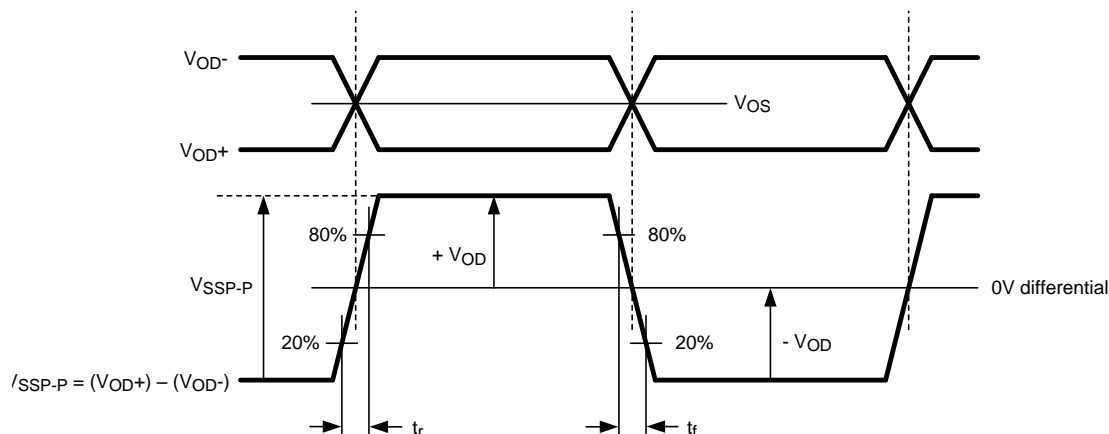 VOD-
VOS
VOD+
80%
80%
+ VOD
VSSP-P
0V differential
20%
20%
- VOD
/SSP-P = (VOD+) – (VOD-)
tr
tf